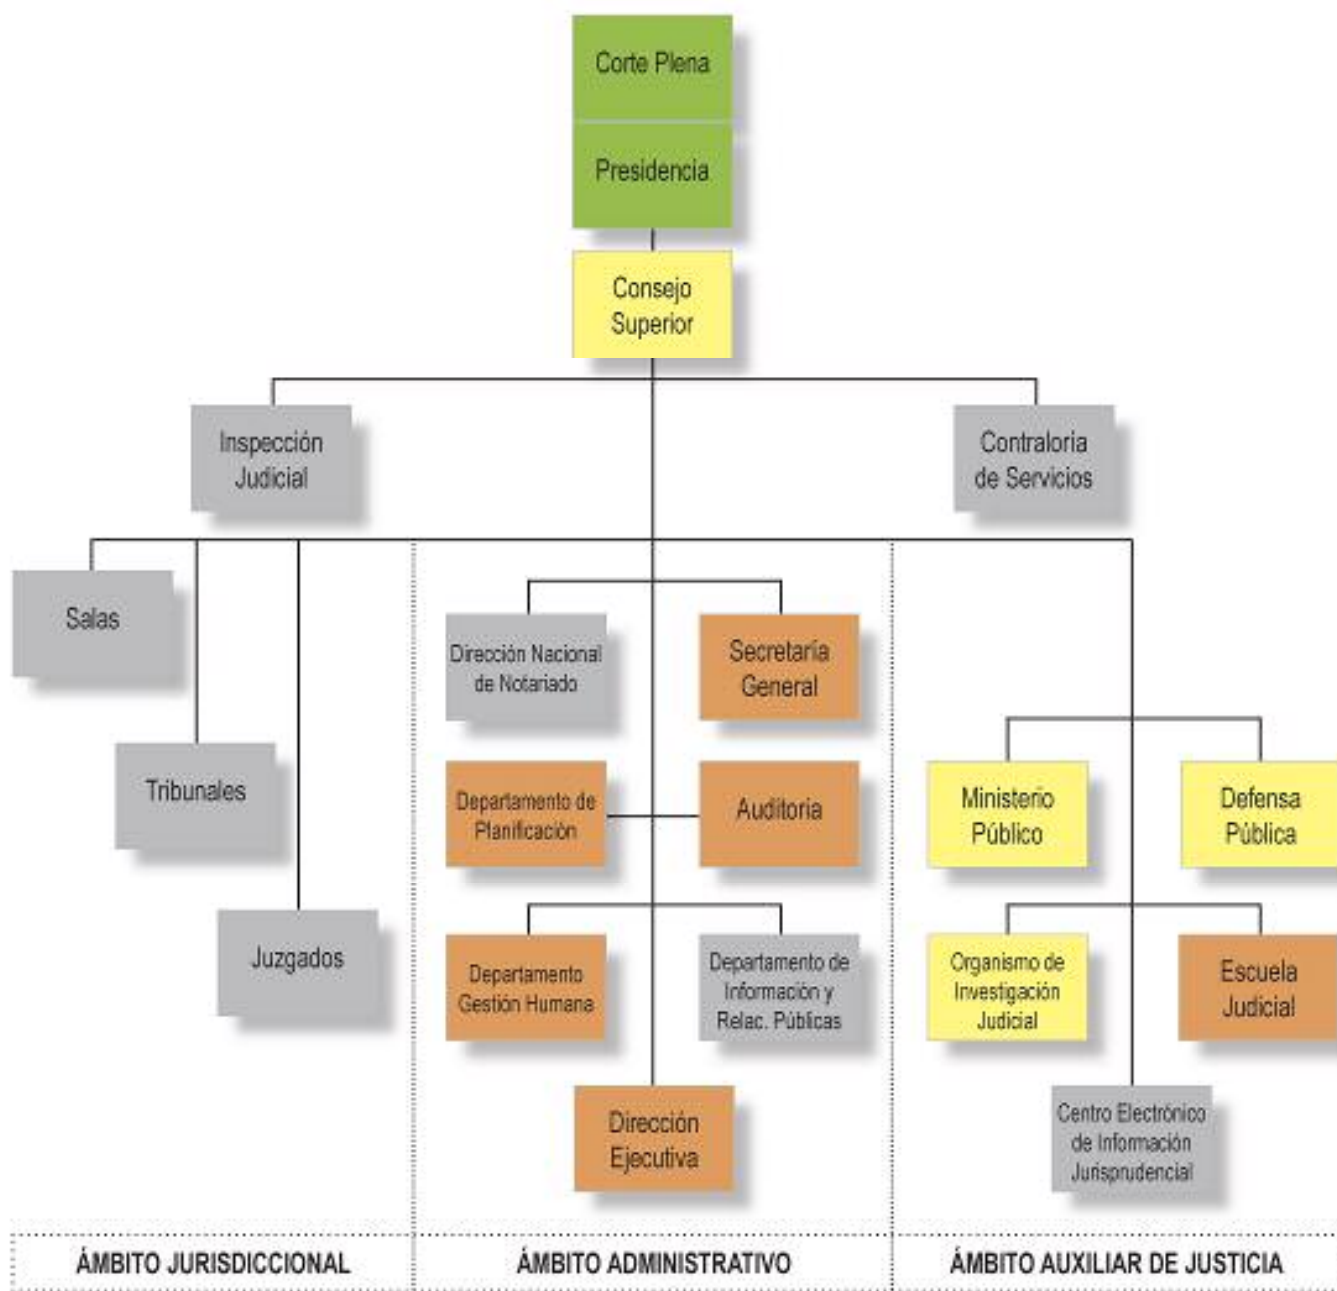 Corte Plena
Presidencia
Consejo
Superior
Inspección
Judicial
Contraloría
de Servicios
Salas
Tribunales
Juzgados
Dirección Nacional
de Notariado
Secretaría
General
Departamento de
Planificación
Auditoria
Departamento
Gestión Humana
Departamento de
Información y
Relac. Públicas
Dirección
Ejecutiva
Ministerio
Público
Defensa
Pública
Organismo de
Investigación
Judicial
Escuela
Judicial
Centro Electrónico
de Información
Jurisprudencial
ÁMBITO JURISDICCIONAL
ÁMBITO ADMINISTRATIVO
ÁMBITO AUXILIAR DE JUSTICIA